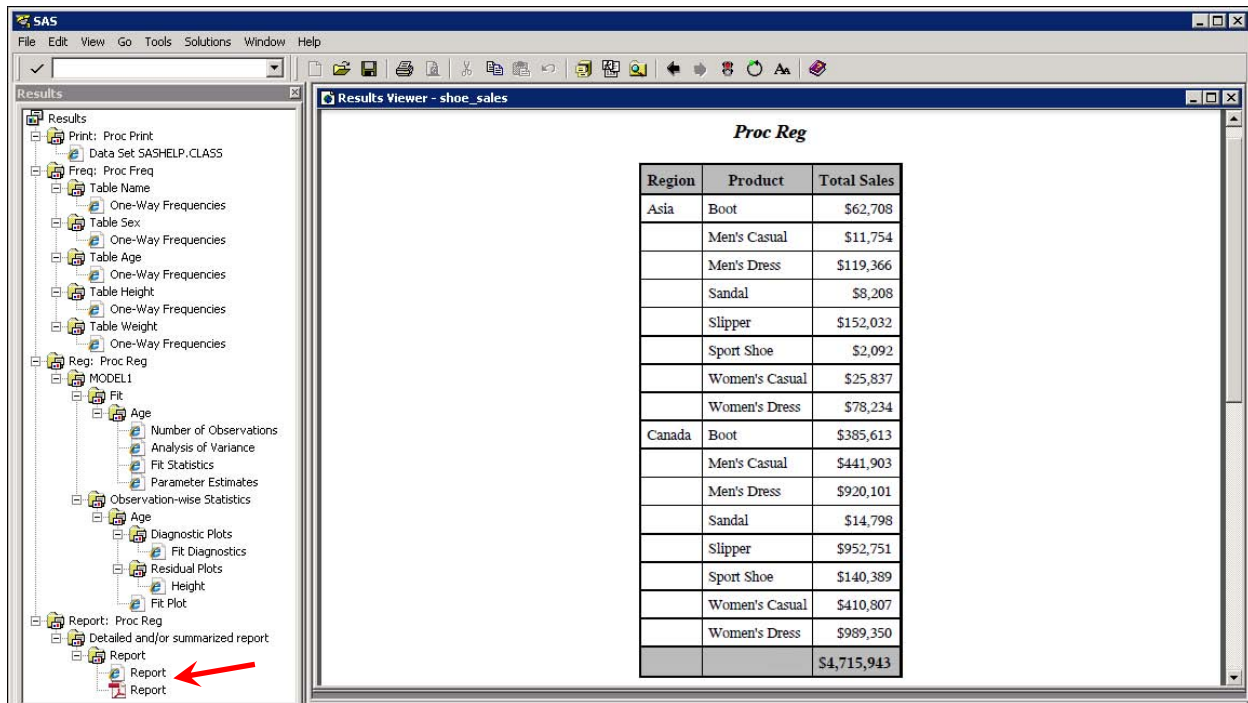 SAS
File Edit View Go Tools Solutions Window Help
Results
Results
Print: Proc Print
Data Set SASHELP.CLASS
Freq: Proc Freq
Table Name
One-Way Frequencies
Table Sex
One-Way Frequencies
Table Age
One-Way Frequencies
Table Height
One-Way Frequencies
Table Weight
One-Way Frequencies
Reg: Proc Reg
MODEL1
Fit
Age
Number of Observations
Analysis of Variance
Fit Statistics
Parameter Estimates
Observation-wise Statistics
Age
Diagnostic Plots
Fit Diagnostics
Residual Plots
Height
Fit Plot
Report: Proc Reg
Detailed and/or summarized report
Report
Report
Report
Results Viewer - shoe_sales
Proc Reg
Region Product Total Sales
Asia Boot $62,708
Men's Casual $11,754
Men's Dress $119,366
Sandal $8,208
Slipper $152,032
Sport Shoe $2,092
Women's Casual $25,837
Women's Dress $78,234
Canada Boot $385,613
Men's Casual $441,903
Men's Dress $920,101
Sandal $14,798
Slipper $952,751
Sport Shoe $140,389
Women's Casual $410,807
Women's Dress $989,350
$4,715,943